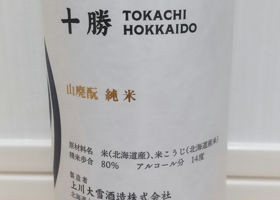 十勝 TOKACHI
HOKKAIDO
山廃酛 純米
原材料名 米(北海道産)、米こうじ(北海道産米)
精米歩合 80% アルコール分 14度
製造者
上川大雪酒造株式会社